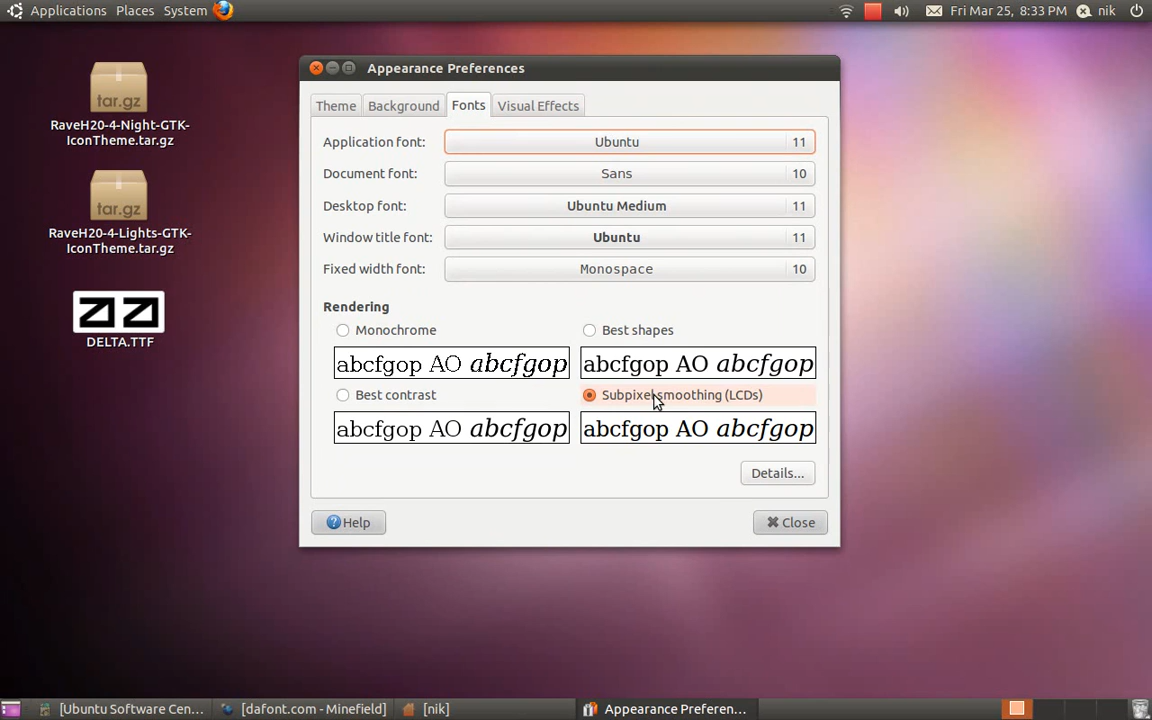 Applications Places System Fri Mar 25, 8:33 PM nik
Appearance Preferences
tar.gz
RaveH20-4-Night-GTK-
IconTheme.tar.gz
tar.gz
RaveH20-4-Lights-GTK-
IconTheme.tar.gz
DELTA.TTF
Theme Background Fonts Visual Effects
Application font: Ubuntu 11
Document font: Sans 10
Desktop font: Ubuntu Medium 11
Window title font: Ubuntu 11
Fixed width font: Monospace 10
Rendering
Monochrome Best shapes
abcfgop AO abcfgop abcfgop AO abcfgop
Best contrast Subpixel smoothing (LCDs)
abcfgop AO abcfgop abcfgop AO abcfgop
Details...
Help Close
[Ubuntu Software Cen... [dafont.com - Minefield] [nik] Appearance Preferen...